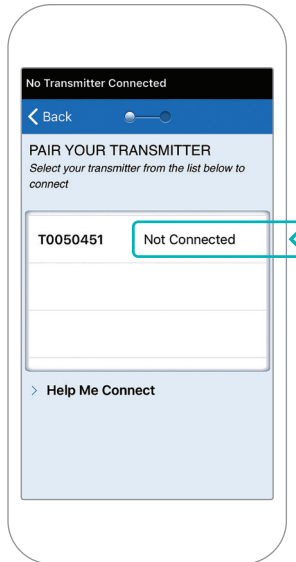 No Transmitter Connected
Back
PAIR YOUR TRANSMITTER
Select your transmitter from the list below to
connect
T0050451 Not Connected
Help Me Connect